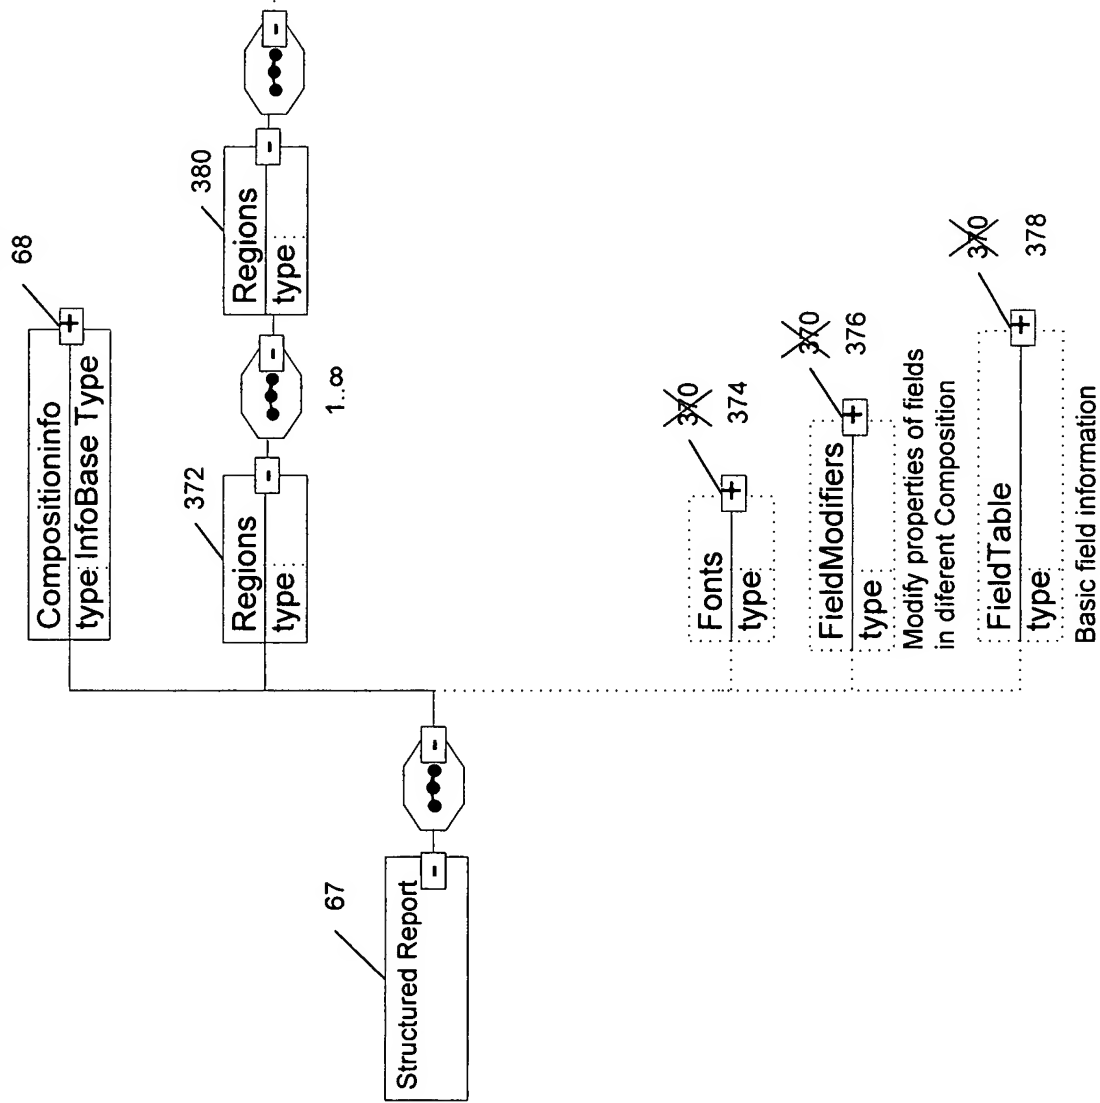 67
Structured Report
68
Compositioninfo
type InfoBase Type
372
Regions
type
1..∞
380
Regions
type
370
374
Fonts
type
370
376
FieldModifiers
type
Modify properties of fields
in diferent Composition
370
378
FieldTable
type
Basic field information